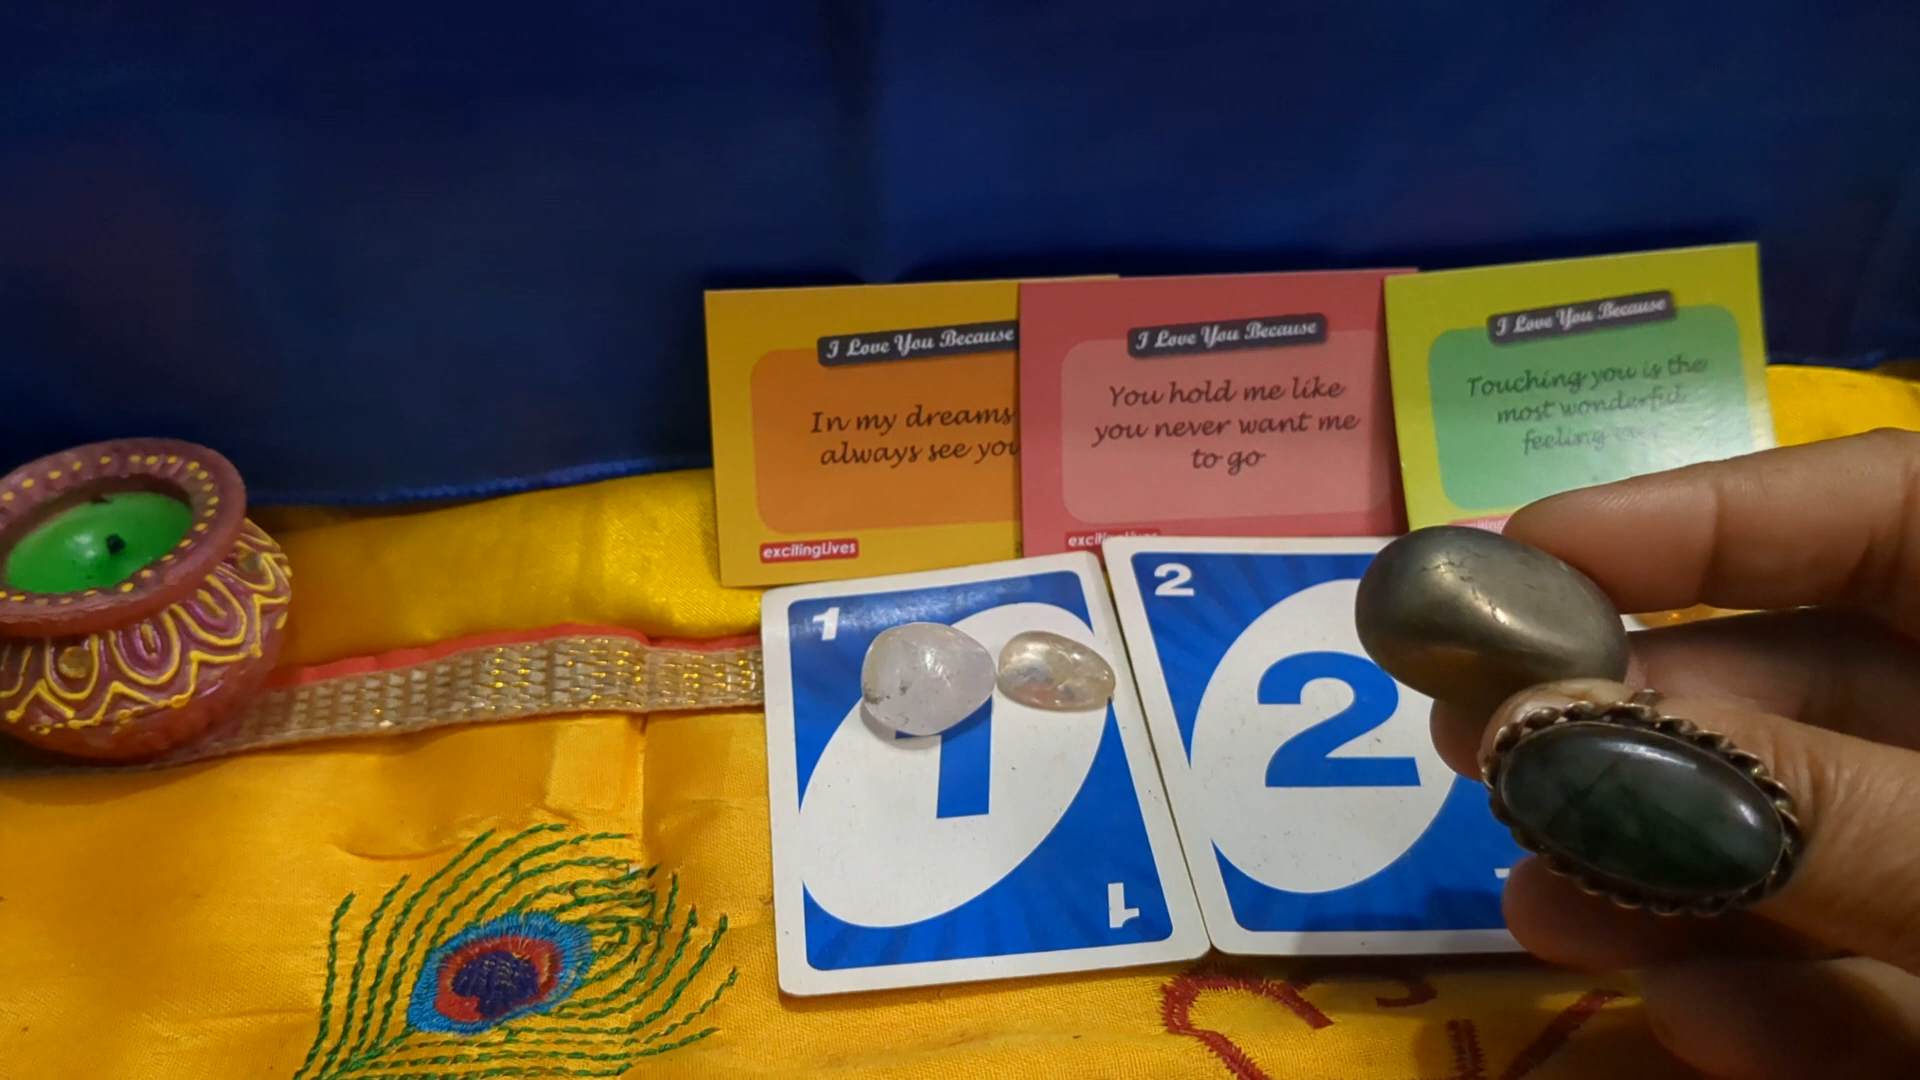 I Love You Because
In my dreams
always see you
excitingLives
I Love You Because
You hold me like
you never want me
to go
I Love You Because
Touching you is the
most wonderful
feeling
1
1
1
2
2